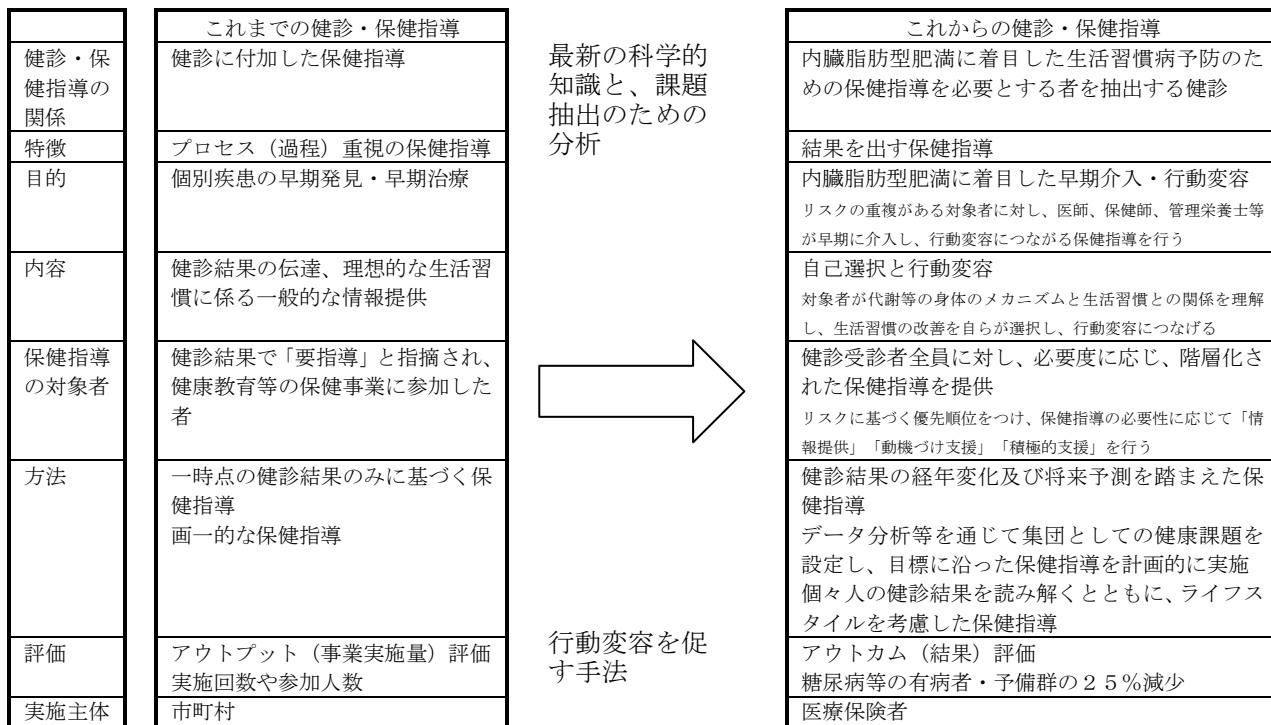 これまでの健診・保健指導
最新の科学的
知識と、課題
抽出のための
分析
これからの健診・保健指導
健診・保
健指導の
関係
健診に付加した保健指導
内臓脂肪型肥満に着目した生活習慣病予防のた
めの保健指導を必要とする者を抽出する健診
特徴
プロセス（過程）重視の保健指導
結果を出す保健指導
目的
個別疾患の早期発見・早期治療
内臓脂肪型肥満に着目した早期介入・行動変容
リスクの重複がある対象者に対し、医師、保健師、管理栄養士等
が早期に介入し、行動変容につながる保健指導を行う
内容
健診結果の伝達、理想的な生活習
慣に係る一般的な情報提供
自己選択と行動変容
対象者が代謝等の身体のメカニズムと生活習慣との関係を理解
し、生活習慣の改善を自らが選択し、行動変容につなげる
保健指導
の対象者
健診結果で「要指導」と指摘され、
健康教育等の保健事業に参加した
者
健診受診者全員に対し、必要度に応じ、階層化さ
れた保健指導を提供
リスクに基づく優先順位をつけ、保健指導の必要性に応じて「情
報提供」「動機づけ支援」「積極的支援」を行う
方法
一時点の健診結果のみに基づく保
健指導
画一的な保健指導
健診結果の経年変化及び将来予測を踏まえた保
健指導
データ分析等を通じて集団としての健康課題を
設定し、目標に沿った保健指導を計画的に実施
個々人の健診結果を読み解くとともに、ライフス
タイルを考慮した保健指導
行動変容を促
す手法
評価
アウトプット（事業実施量）評価
実施回数や参加人数
アウトカム（結果）評価
糖尿病等の有病者・予備群の２５％減少
実施主体
市町村
医療保険者